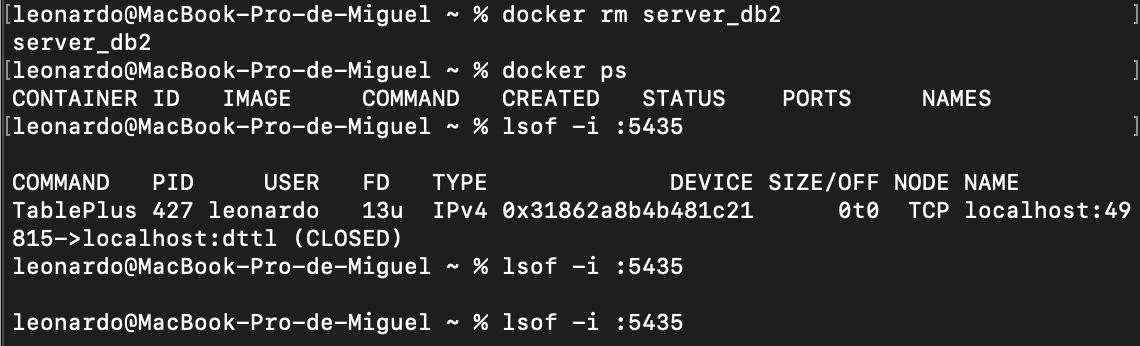 [leonardo@MacBook-Pro-de-Miguel ~ % docker rm server_db2 ]
server_db2
[leonardo@MacBook-Pro-de-Miguel ~ % docker ps ]
CONTAINER ID   IMAGE     COMMAND   CREATED   STATUS    PORTS     NAMES
[leonardo@MacBook-Pro-de-Miguel ~ % lsof -i :5435 ]
COMMAND   PID     USER   FD   TYPE             DEVICE SIZE/OFF NODE NAME
TablePlus 427 leonardo   13u  IPv4 0x31862a8b4b481c21      0t0  TCP localhost:49
815->localhost:dttl (CLOSED)
leonardo@MacBook-Pro-de-Miguel ~ % lsof -i :5435
leonardo@MacBook-Pro-de-Miguel ~ % lsof -i :5435